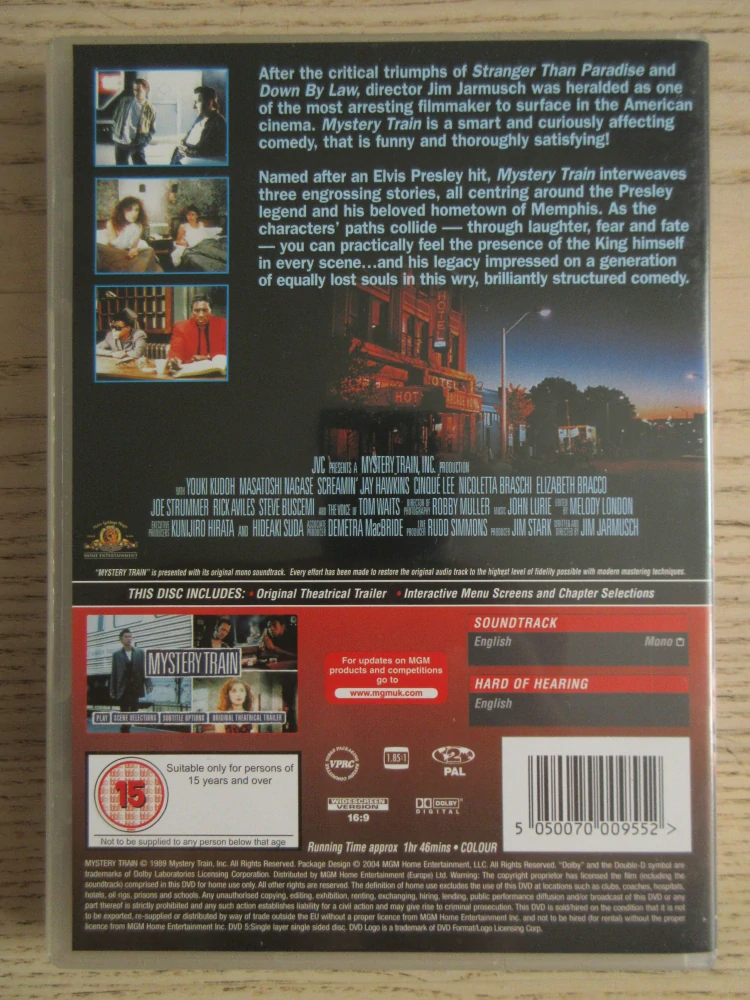 After the critical triumphs of Stranger Than Paradise and
Down By Law, director Jim Jarmusch was heralded as one
of the most arresting filmmaker to surface in the American
cinema. Mystery Train is a smart and curiously affecting
comedy, that is funny and thoroughly satisfying!
Named after an Elvis Presley hit, Mystery Train interweaves
three engrossing stories, all centring around the Presley
legend and his beloved hometown of Memphis. As the
characters' paths collide — through laughter, fear and fate
— you can practically feel the presence of the King himself
in every scene...and his legacy impressed on a generation
of equally lost souls in this wry, brilliantly structured comedy.
HOTEL
HOTEL
HOT
ARCADE HOTEL
JVC PRESENTS A MYSTERY TRAIN, INC. PRODUCTION
WITH YOUKI KUDOH MASATOSHI NAGASE SCREAMIN' JAY HAWKINS CINQUÉ LEE NICOLETTA BRASCHI ELIZABETH BRACCO
JOE STRUMMER RICK AVILES STEVE BUSCEMI AND THE VOICE OF TOM WAITS DIRECTOR OF PHOTOGRAPHY ROBBY MULLER MUSIC JOHN LURIE EDITED BY MELODY LONDON
EXECUTIVE PRODUCERS KUNIJIRO HIRATA AND HIDEAKI SUDA ASSOCIATE PRODUCER DEMETRA MacBRIDE LINE PRODUCER RUDD SIMMONS PRODUCER JIM STARK WRITTEN AND DIRECTED BY JIM JARMUSCH
HOME ENTERTAINMENT
"MYSTERY TRAIN" is presented with its original mono soundtrack. Every effort has been made to restore the original audio track to the highest level of fidelity possible with modern mastering techniques.
THIS DISC INCLUDES: • Original Theatrical Trailer • Interactive Menu Screens and Chapter Selections
MYSTERY TRAIN
PLAY SCENE SELECTIONS SUBTITLE OPTIONS ORIGINAL THEATRICAL TRAILER
For updates on MGM
products and competitions
go to
www.mgmuk.com
SOUNDTRACK
English Mono
HARD OF HEARING
English
15
Suitable only for persons of
15 years and over
Not to be supplied to any person below that age
VPRC
1.85:1
2
PAL
WIDESCREEN
VERSION
16:9
DOLBY
DIGITAL
Running Time approx 1hr 46mins • COLOUR
5 050070 009552 >
MYSTERY TRAIN © 1989 Mystery Train, Inc. All Rights Reserved. Package Design © 2004 MGM Home Entertainment, LLC. All Rights Reserved. "Dolby" and the Double-D symbol are
trademarks of Dolby Laboratories Licensing Corporation. Distributed by MGM Home Entertainment (Europe) Ltd. Warning: The copyright proprietor has licensed the film (including the
soundtrack) comprised in this DVD for home use only. All other rights are reserved. The definition of home use excludes the use of this DVD at locations such as clubs, coaches, hospitals,
hotels, oil rigs, prisons and schools. Any unauthorised copying, editing, exhibition, renting, exchanging, hiring, lending, public performance diffusion and/or broadcast of this DVD or any
part thereof is strictly prohibited and any such action establishes liability for a civil action and may give rise to criminal prosecution. This DVD is sold/hired on the condition that it is not
to be exported, re-supplied or distributed by way of trade outside the EU without a proper licence from MGM Home Entertainment Inc. and not to be hired (for rental) without the proper
licence from MGM Home Entertainment Inc. DVD 5:Single layer single sided disc. DVD Logo is a trademark of DVD Format/Logo Licensing Corp.